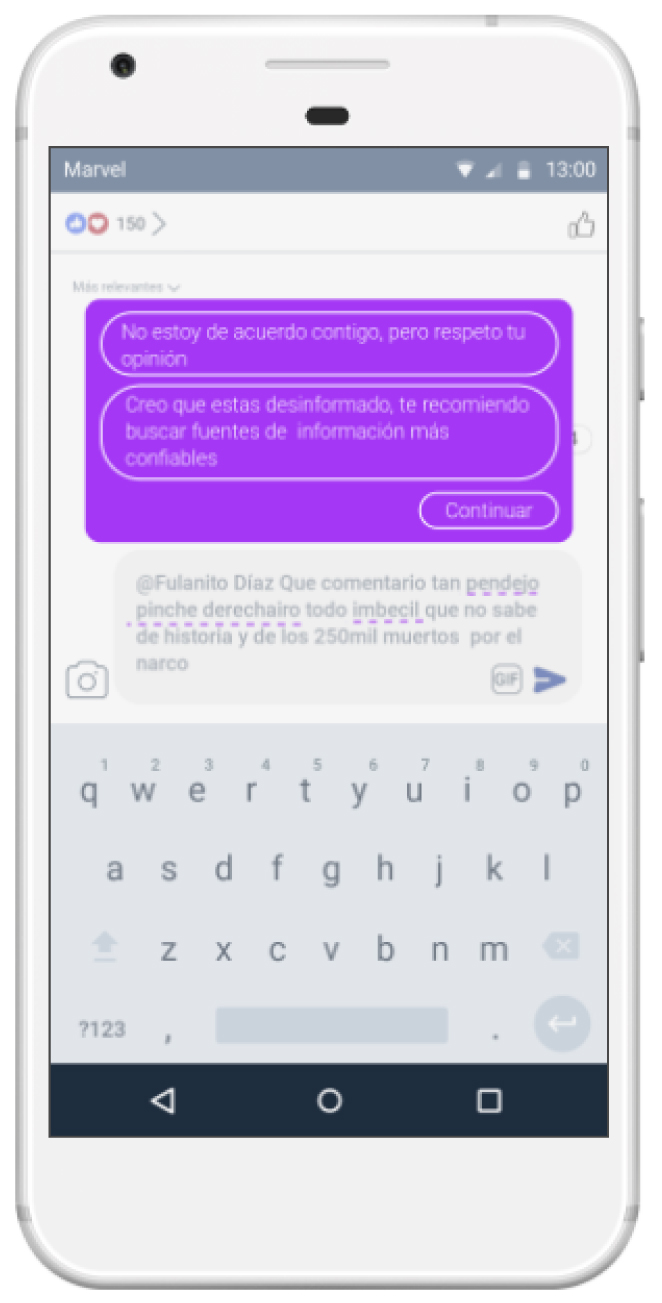 Marvel 13:00
150
Más relevantes
No estoy de acuerdo contigo, pero respeto tu
opinión
Creo que estas desinformado, te recomiendo
buscar fuentes de información más
confiables
Continuar
@Fulanito Díaz Que comentario tan pendejo
pinche derechairo todo imbecil que no sabe
de historia y de los 250mil muertos por el
narco
GIF
1 2 3 4 5 6 7 8 9 0
q w e r t y u i o p
a s d f g h j k l
z x c v b n m
?123 , .